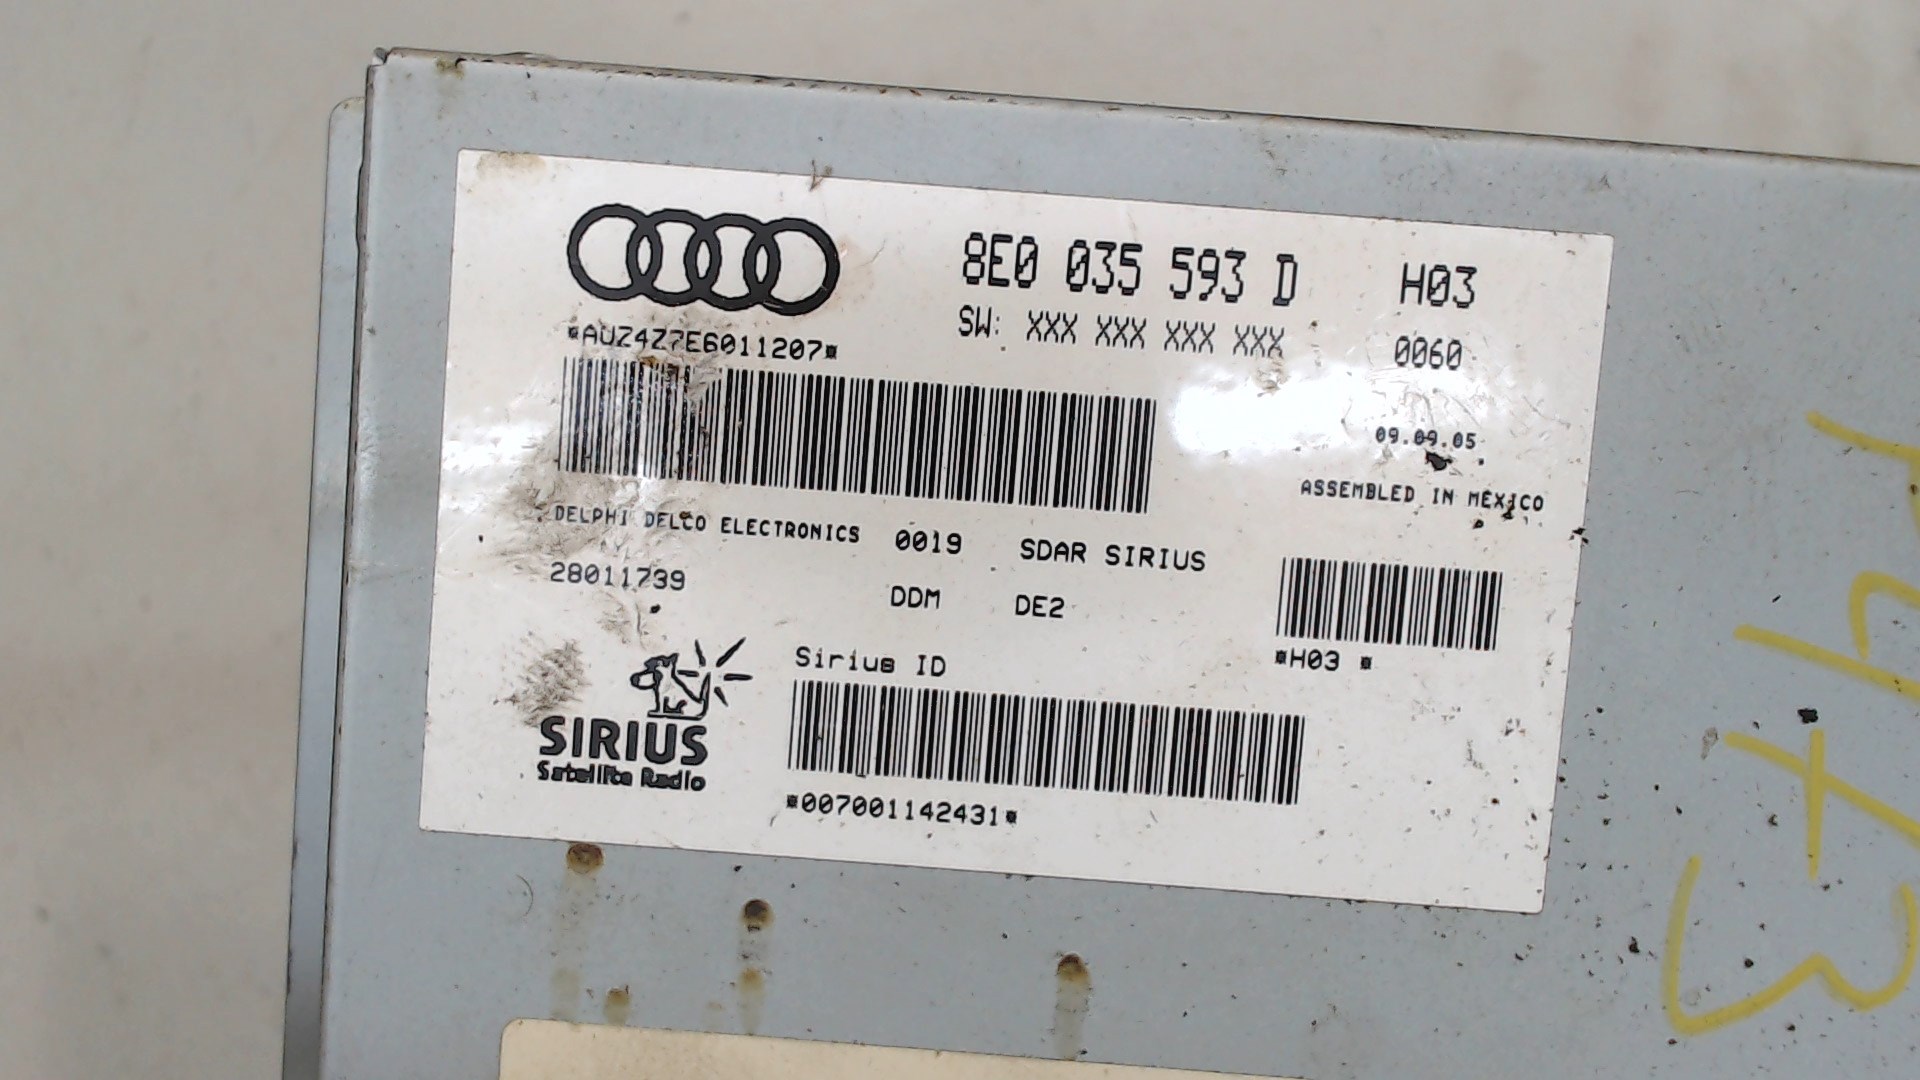 8E0 035 593 D H03
SW: XXX XXX XXX XXX 0060
*AUZ4Z7E6011207*
09.09.05
ASSEMBLED IN MEXICO
DELPHI DELCO ELECTRONICS 0019 SDAR SIRIUS
28011739 DDM DE2
*H03 *
Sirius ID
SIRIUS
Satellite Radio
*007001142431*